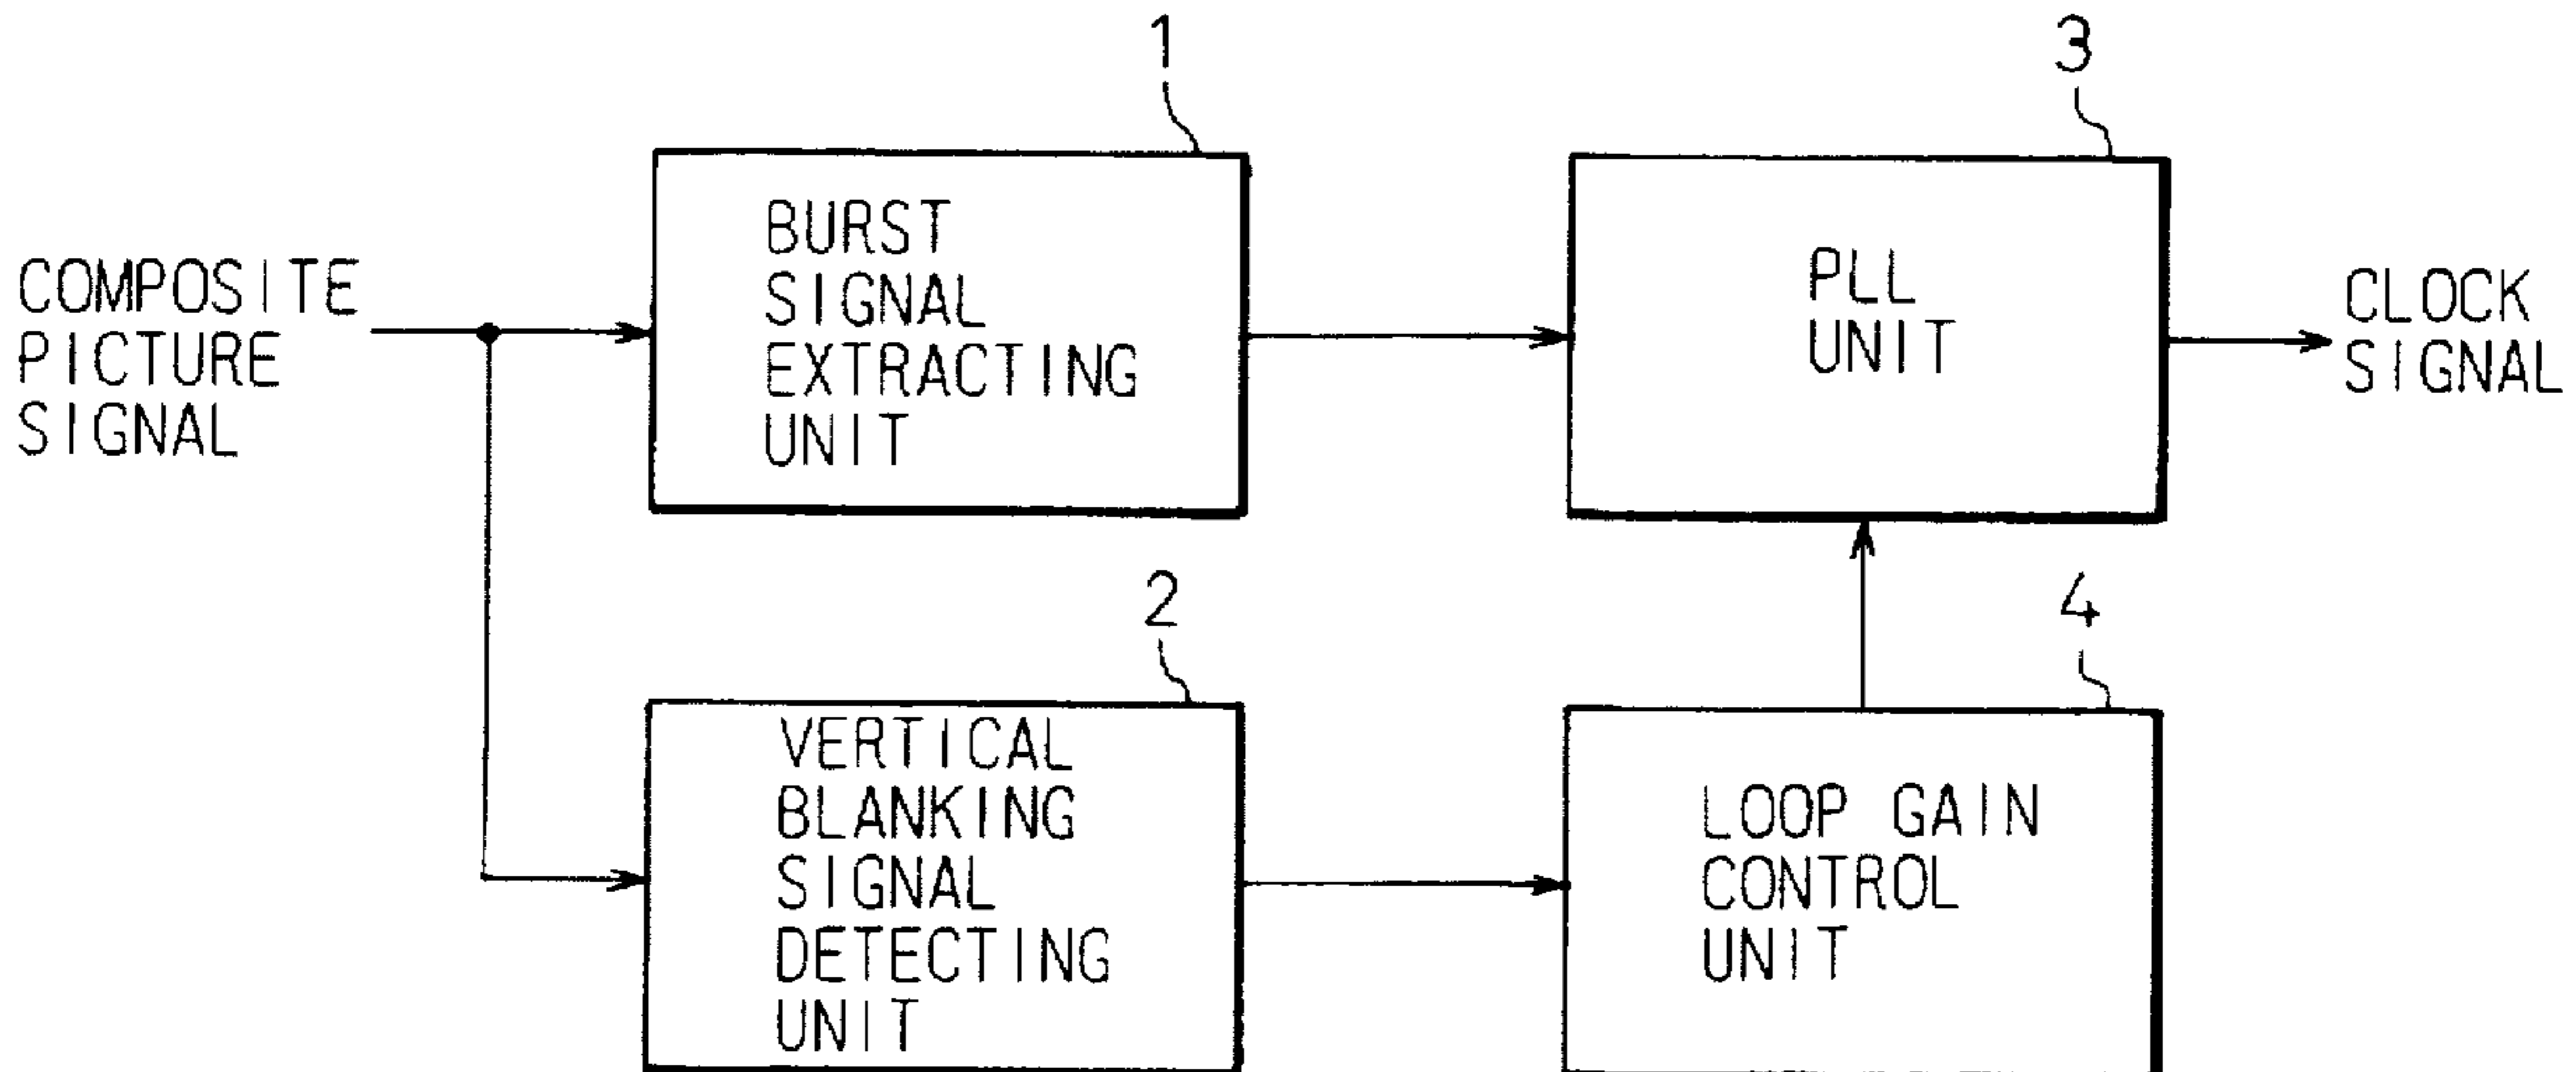 1
3
BURST
SIGNAL
EXTRACTING
UNIT
PLL
UNIT
COMPOSITE
PICTURE
SIGNAL
CLOCK
SIGNAL
2
4
VERTICAL
BLANKING
SIGNAL
DETECTING
UNIT
LOOP GAIN
CONTROL
UNIT